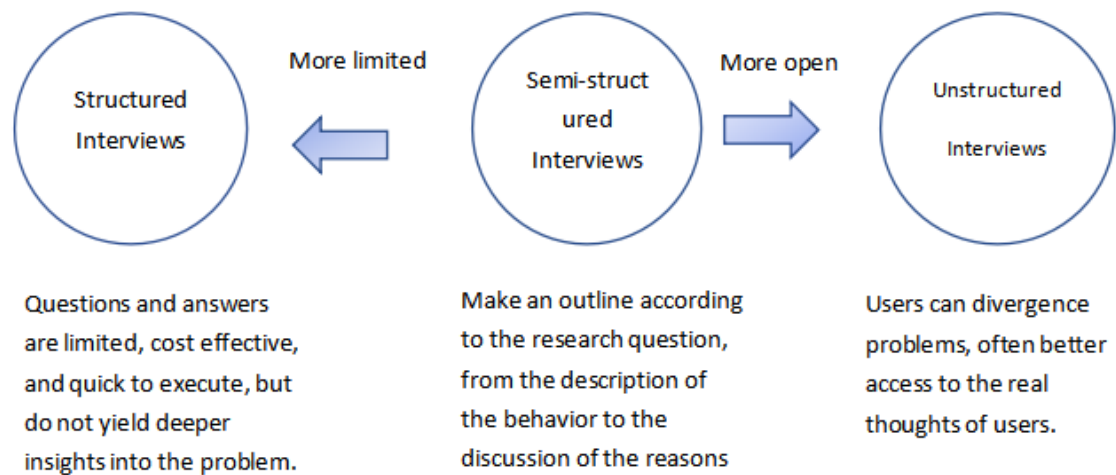 Structured
Interviews
More limited
Semi-struct
ured
Interviews
More open
Unstructured
Interviews
Questions and answers
are limited, cost effective,
and quick to execute, but
do not yield deeper
insights into the problem.
Make an outline according
to the research question,
from the description of
the behavior to the
discussion of the reasons
Users can divergence
problems, often better
access to the real
thoughts of users.